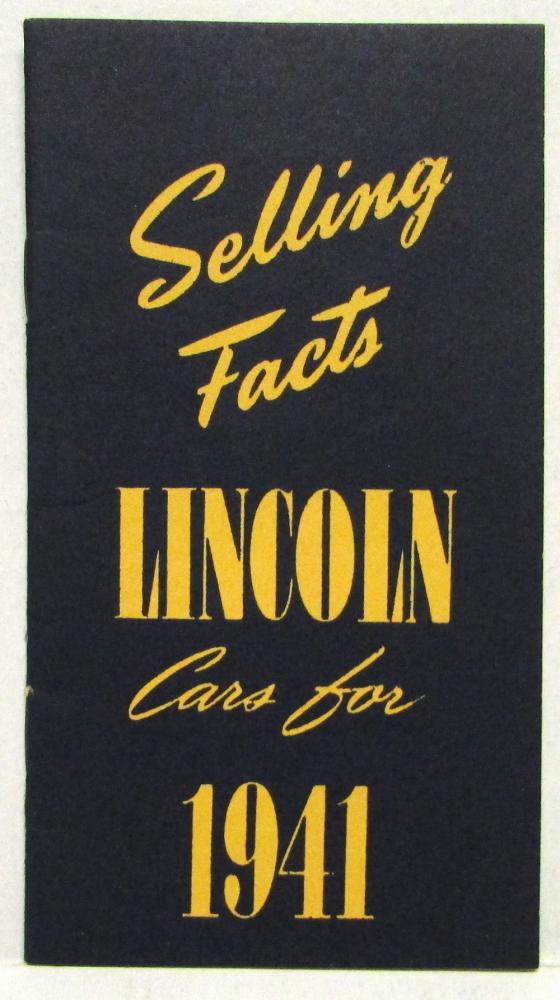 Selling
Facts
LINCOLN
Cars for
1941